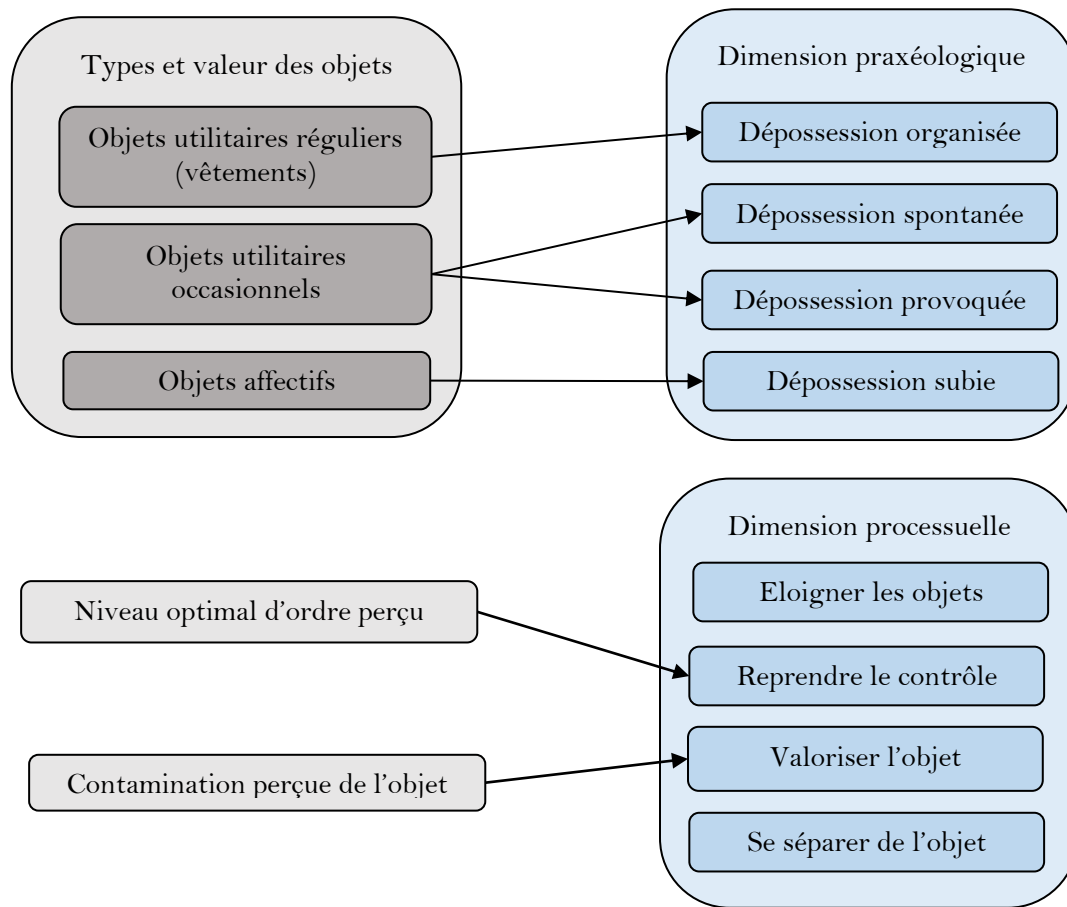 Types et valeur des objets
Objets utilitaires réguliers
(vêtements)
Objets utilitaires
occasionnels
Objets affectifs
Dimension praxéologique
Dépossession organisée
Dépossession spontanée
Dépossession provoquée
Dépossession subie
Niveau optimal d’ordre perçu
Contamination perçue de l’objet
Dimension processuelle
Eloigner les objets
Reprendre le contrôle
Valoriser l’objet
Se séparer de l’objet